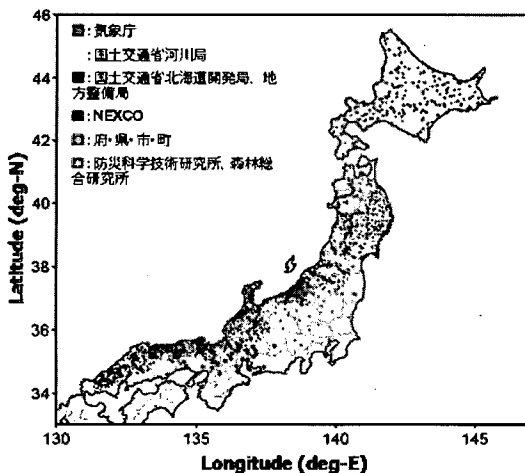 46
44
42
40
38
36
34
Latitude (deg-N)
:気象庁
:国土交通省河川局
:国土交通省北海道開発局、地
方整備局
:NEXCO
:府・県・市・町
:防災科学技術研究所、森林総
合研究所
130
135
140
145
Longitude (deg-E)